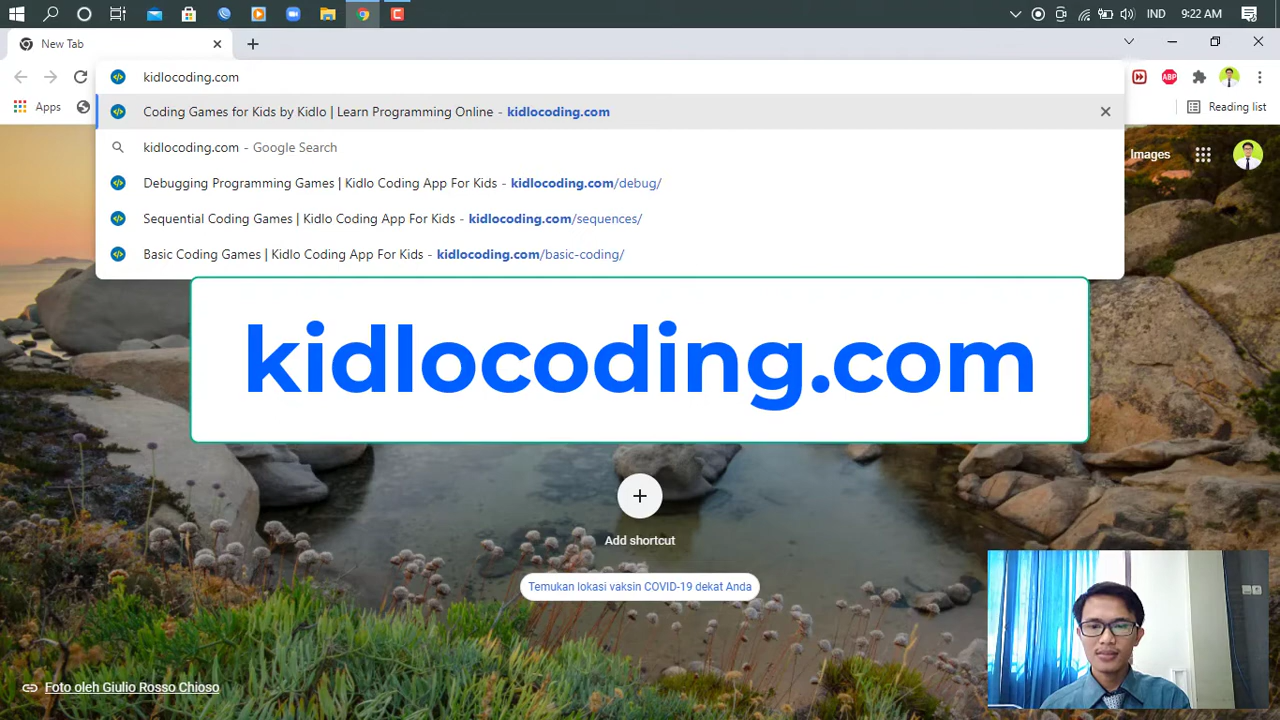 IND 9:22 AM
New Tab
kidlocoding.com
Apps
Coding Games for Kids by Kidlo | Learn Programming Online - kidlocoding.com
Reading list
kidlocoding.com - Google Search
Images
Debugging Programming Games | Kidlo Coding App For Kids - kidlocoding.com/debug/
Sequential Coding Games | Kidlo Coding App For Kids - kidlocoding.com/sequences/
Basic Coding Games | Kidlo Coding App For Kids - kidlocoding.com/basic-coding/
kidlocoding.com
Add shortcut
Temukan lokasi vaksin COVID-19 dekat Anda
Foto oleh Giulio Rosso Chioso
ABP